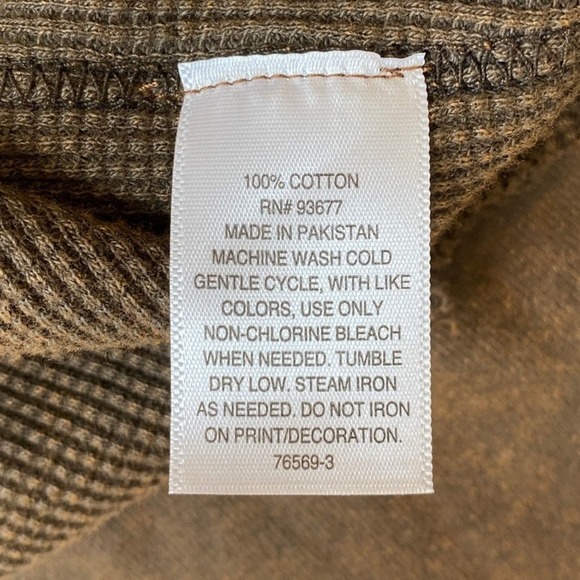 100% COTTON
RN# 93677
MADE IN PAKISTAN
MACHINE WASH COLD
GENTLE CYCLE, WITH LIKE
COLORS, USE ONLY
NON-CHLORINE BLEACH
WHEN NEEDED. TUMBLE
DRY LOW. STEAM IRON
AS NEEDED. DO NOT IRON
ON PRINT/DECORATION.
76569-3